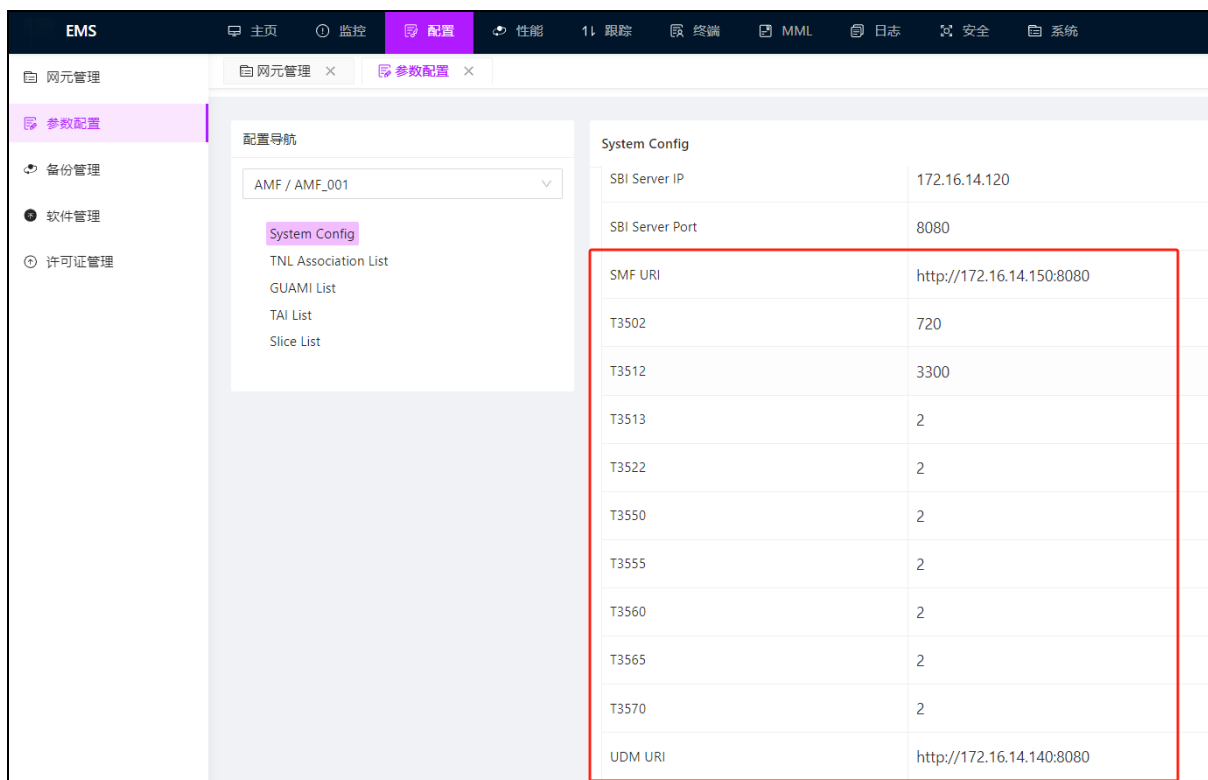 EMS 主页 监控 配置 性能 跟踪 终端 MML 日志 安全 系统
网元管理
参数配置
备份管理
软件管理
许可证管理
网元管理 参数配置
配置导航
AMF / AMF_001
System Config
TNL Association List
GUAMI List
TAI List
Slice List
System Config
SBI Server IP 172.16.14.120
SBI Server Port 8080
SMF URI http://172.16.14.150:8080
T3502 720
T3512 3300
T3513 2
T3522 2
T3550 2
T3555 2
T3560 2
T3565 2
T3570 2
UDM URI http://172.16.14.140:8080